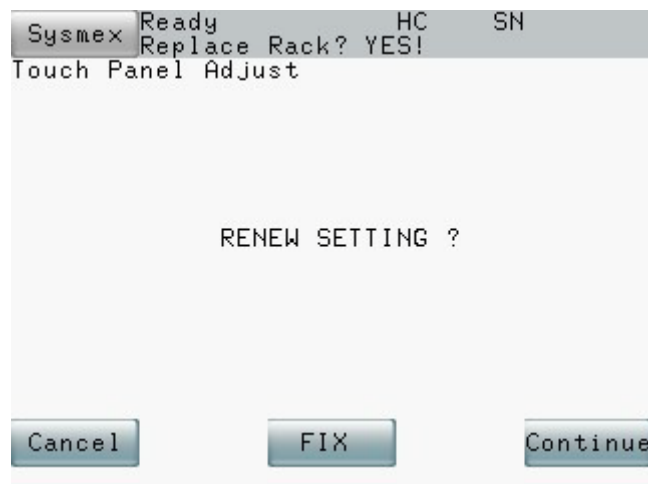 Sysmex Ready HC SN
Replace Rack? YES!
Touch Panel Adjust
RENEW SETTING ?
Cancel FIX Continue